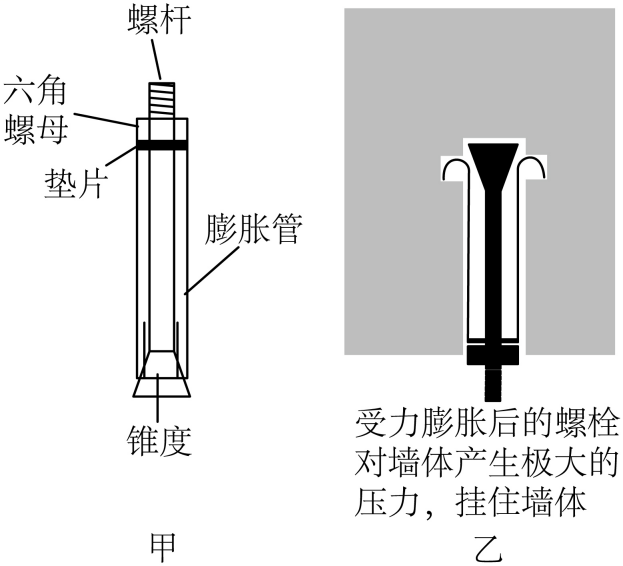 螺杆
六角
螺母
垫片
膨胀管
锥度
受力膨胀后的螺栓
对墙体产生极大的
压力，挂住墙体
甲
乙